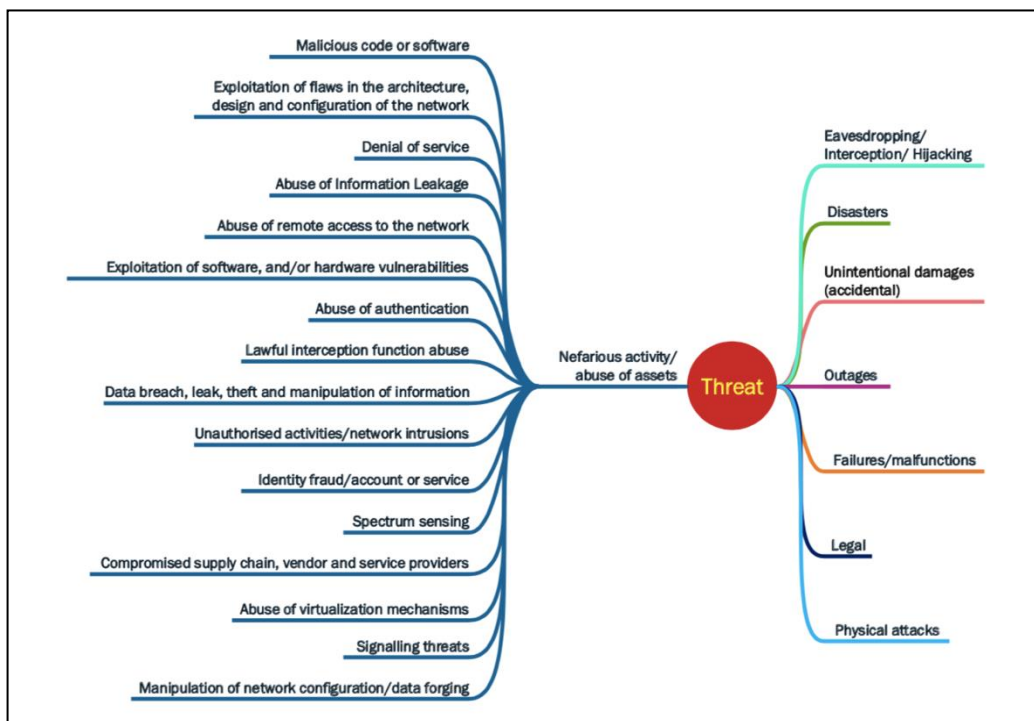 Malicious code or software
Exploitation of flaws in the architecture,
design and configuration of the network
Denial of service
Abuse of Information Leakage
Abuse of remote access to the network
Exploitation of software, and/or hardware vulnerabilities
Abuse of authentication
Lawful interception function abuse
Data breach, leak, theft and manipulation of information
Unauthorised activities/network intrusions
Identity fraud/account or service
Spectrum sensing
Compromised supply chain, vendor and service providers
Abuse of virtualization mechanisms
Signalling threats
Manipulation of network configuration/data forging
Nefarious activity/
abuse of assets
Threat
Eavesdropping/
Interception/ Hijacking
Disasters
Unintentional damages
(accidental)
Outages
Failures/malfunctions
Legal
Physical attacks